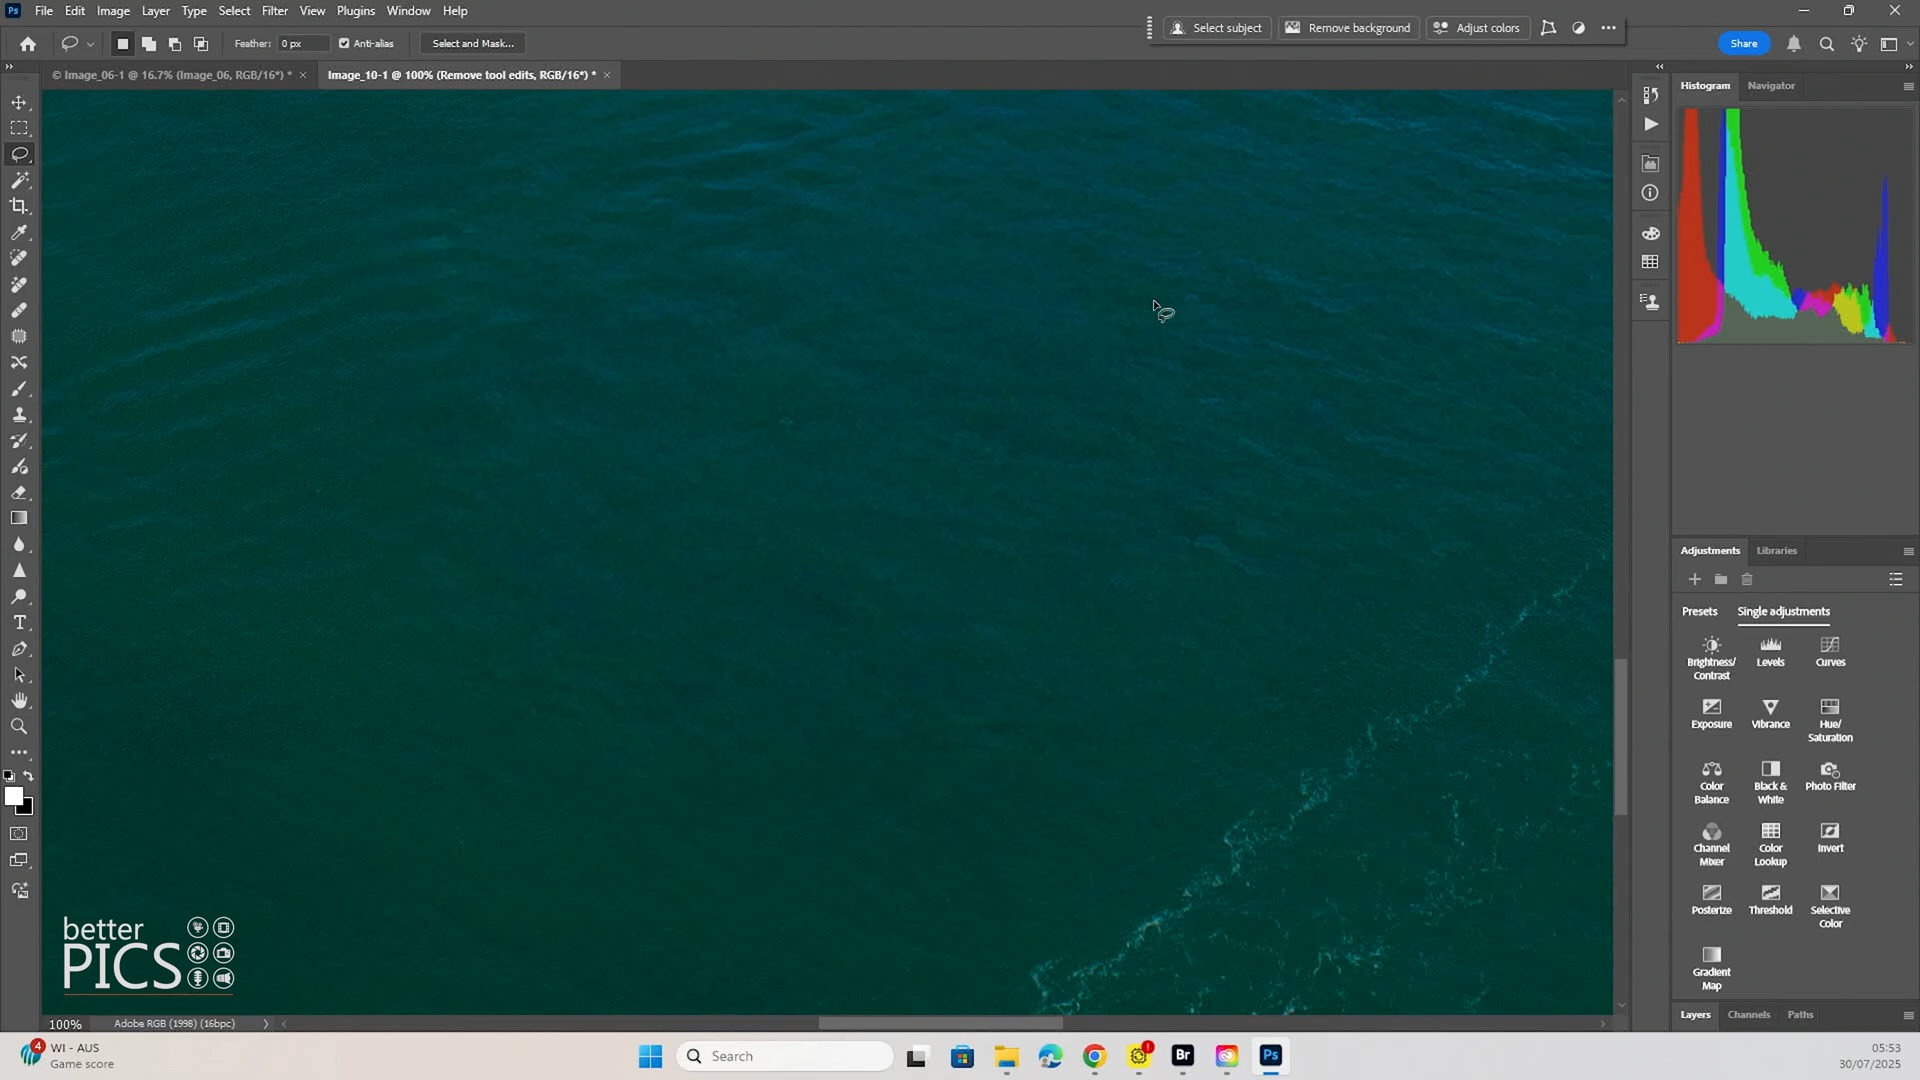 Ps File Edit Image Layer Type Select Filter View Plugins Window Help
Select subject Remove background Adjust colors
Feather: 0 px Anti-alias Select and Mask... Share
© Image_06-1 @ 16.7% (Image_06, RGB/16*) * × Image_10-1 @ 100% (Remove tool edits, RGB/16*) * ×
Histogram Navigator
Adjustments Libraries
Presets Single adjustments
Brightness/
Contrast
Levels
Curves
Exposure
Vibrance
Hue/
Saturation
Color
Balance
Black &
White
Photo Filter
Channel
Mixer
Color
Lookup
Invert
Posterize
Threshold
Selective
Color
Gradient
Map
Layers Channels Paths
better
PICS
100% Adobe RGB (1998) (16bpc)
4
WI - AUS
Game score
Search
Br
Ps
05:53
30/07/2025